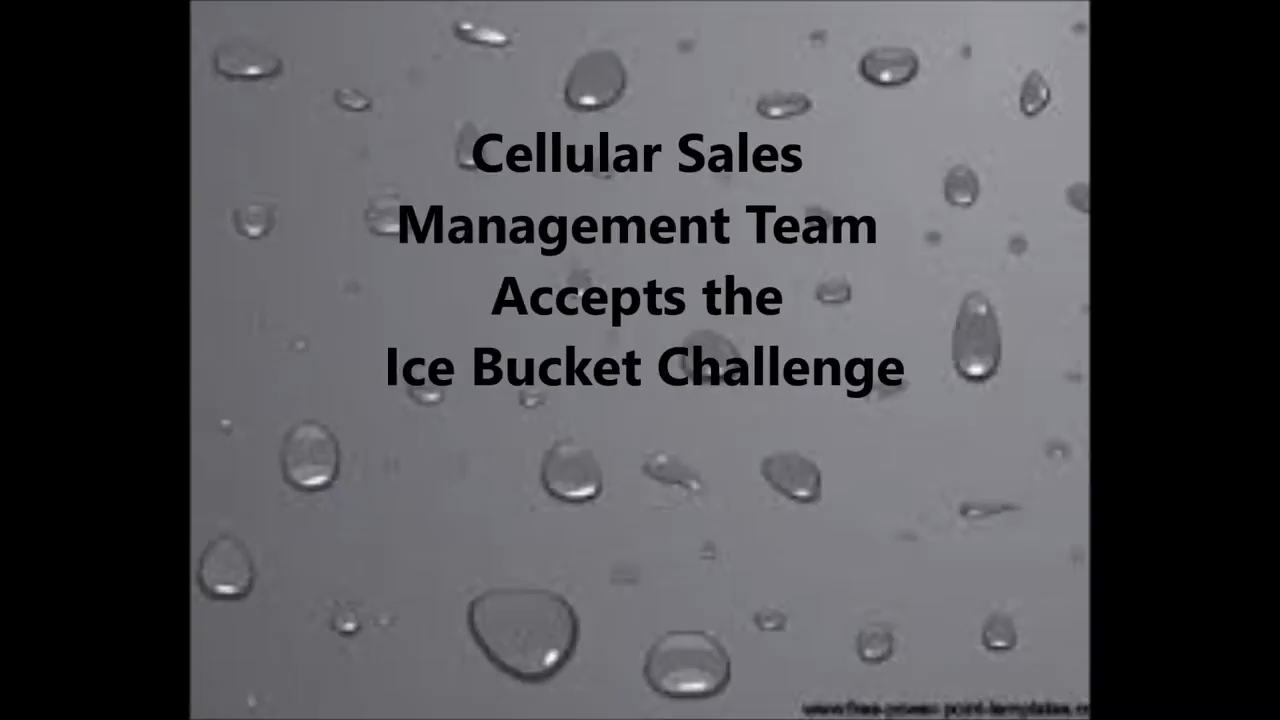 Cellular Sales
Management Team
Accepts the
Ice Bucket Challenge